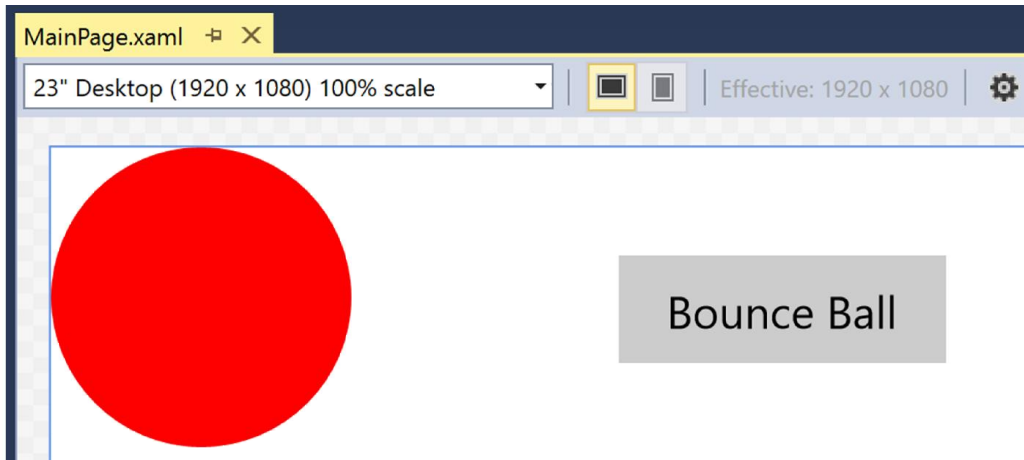 MainPage.xaml
23" Desktop (1920 x 1080) 100% scale
Effective: 1920 x 1080
Bounce Ball